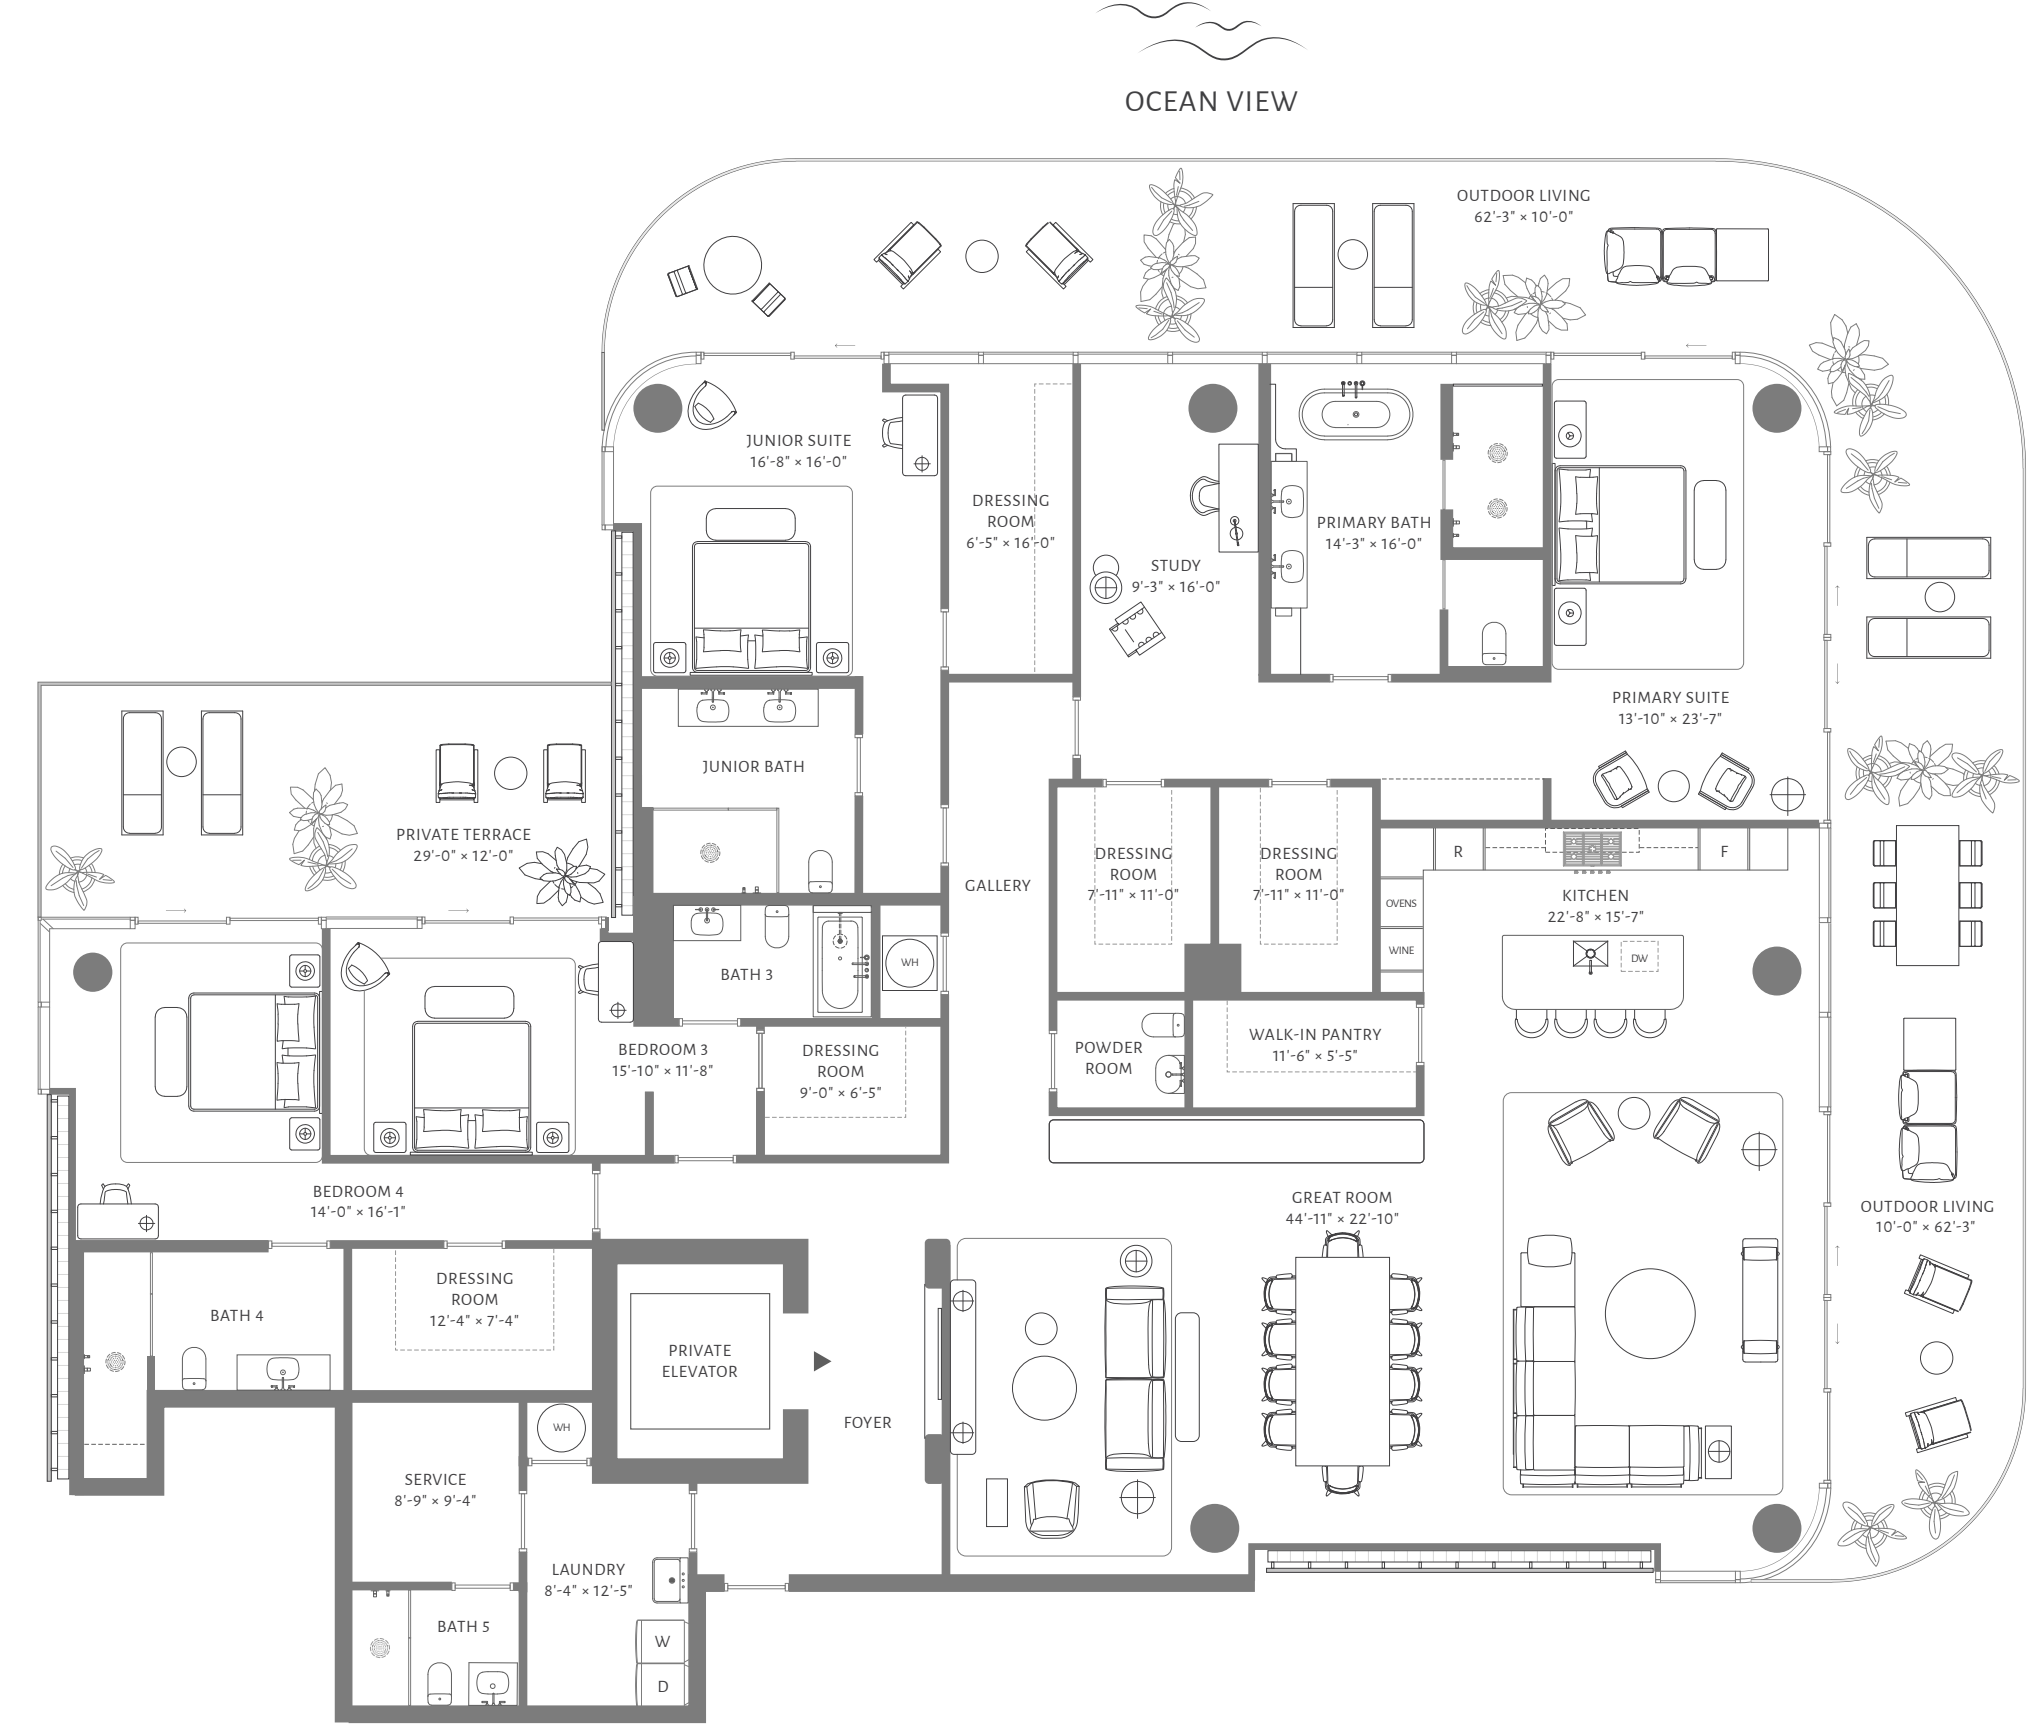 OCEAN VIEW
OUTDOOR LIVING
62'-3" × 10'-0"
JUNIOR SUITE
16'-8" × 16'-0"
DRESSING
ROOM
6'-5" × 16'-0"
STUDY
9'-3" × 16'-0"
PRIMARY BATH
14'-3" × 16'-0"
PRIMARY SUITE
13'-10" × 23'-7"
JUNIOR BATH
PRIVATE TERRACE
29'-0" × 12'-0"
GALLERY
DRESSING
ROOM
7'-11" × 11'-0"
DRESSING
ROOM
7'-11" × 11'-0"
R
F
KITCHEN
22'-8" × 15'-7"
OVENS
WINE
DW
BATH 3
WH
BEDROOM 3
15'-10" × 11'-8"
DRESSING
ROOM
9'-0" × 6'-5"
POWDER
ROOM
WALK-IN PANTRY
11'-6" × 5'-5"
BEDROOM 4
14'-0" × 16'-1"
GREAT ROOM
44'-11" × 22'-10"
OUTDOOR LIVING
10'-0" × 62'-3"
BATH 4
DRESSING
ROOM
12'-4" × 7'-4"
PRIVATE
ELEVATOR
FOYER
WH
SERVICE
8'-9" × 9'-4"
LAUNDRY
8'-4" × 12'-5"
BATH 5
W
D